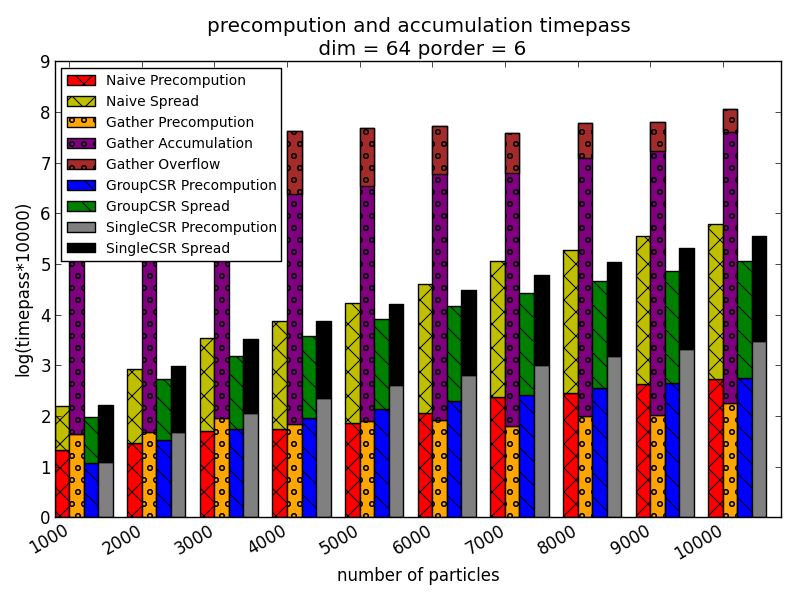 precompution and accumulation timepass
dim = 64 porder = 6
log(timepass*10000)
9
8
7
6
5
4
3
2
1
0
Naive Precompution
Naive Spread
Gather Precompution
Gather Accumulation
Gather Overflow
GroupCSR Precompution
GroupCSR Spread
SingleCSR Precompution
SingleCSR Spread
1000 2000 3000 4000 5000 6000 7000 8000 9000 10000
number of particles